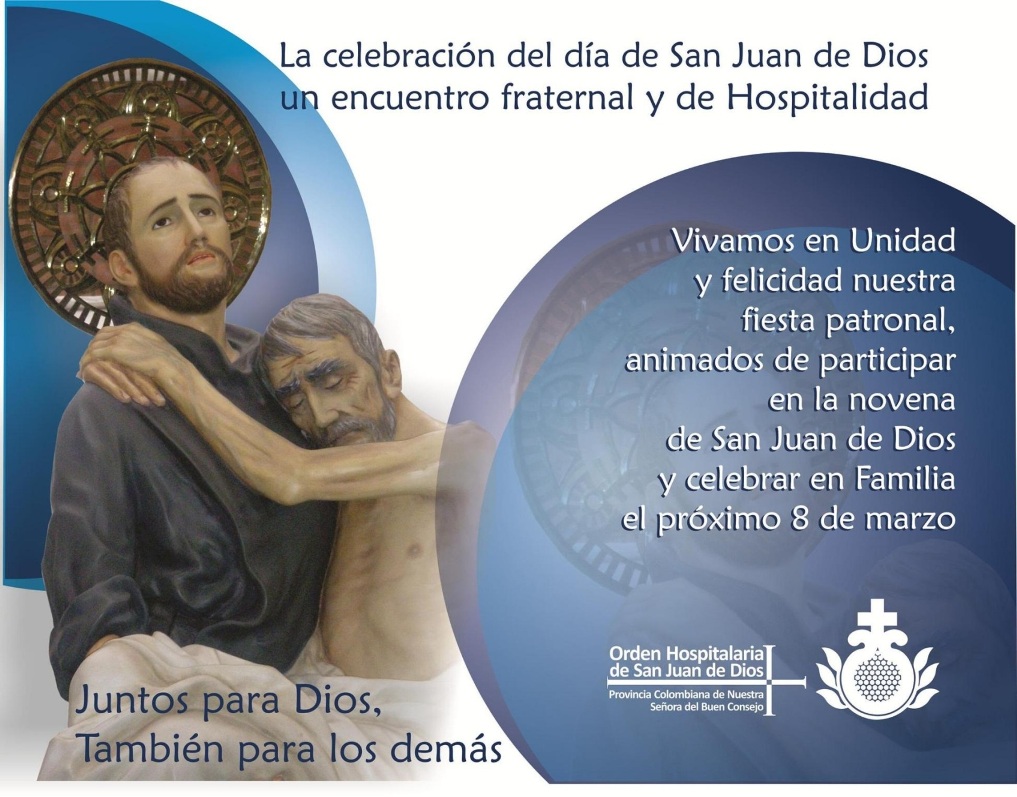 La celebración del día de San Juan de Dios
un encuentro fraternal y de Hospitalidad
Vivamos en Unidad
y felicidad nuestra
fiesta patronal,
animados de participar
en la novena
de San Juan de Dios
y celebrar en Familia
el próximo 8 de marzo
Orden Hospitalaria
de San Juan de Dios
Provincia Colombiana de Nuestra
Señora del Buen Consejo
Juntos para Dios,
También para los demás